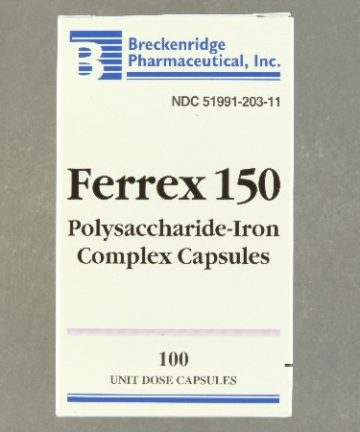 B
Breckenridge
Pharmaceutical, Inc.
NDC 51991-203-11
Ferrex 150
Polysaccharide-Iron
Complex Capsules
100
UNIT DOSE CAPSULES